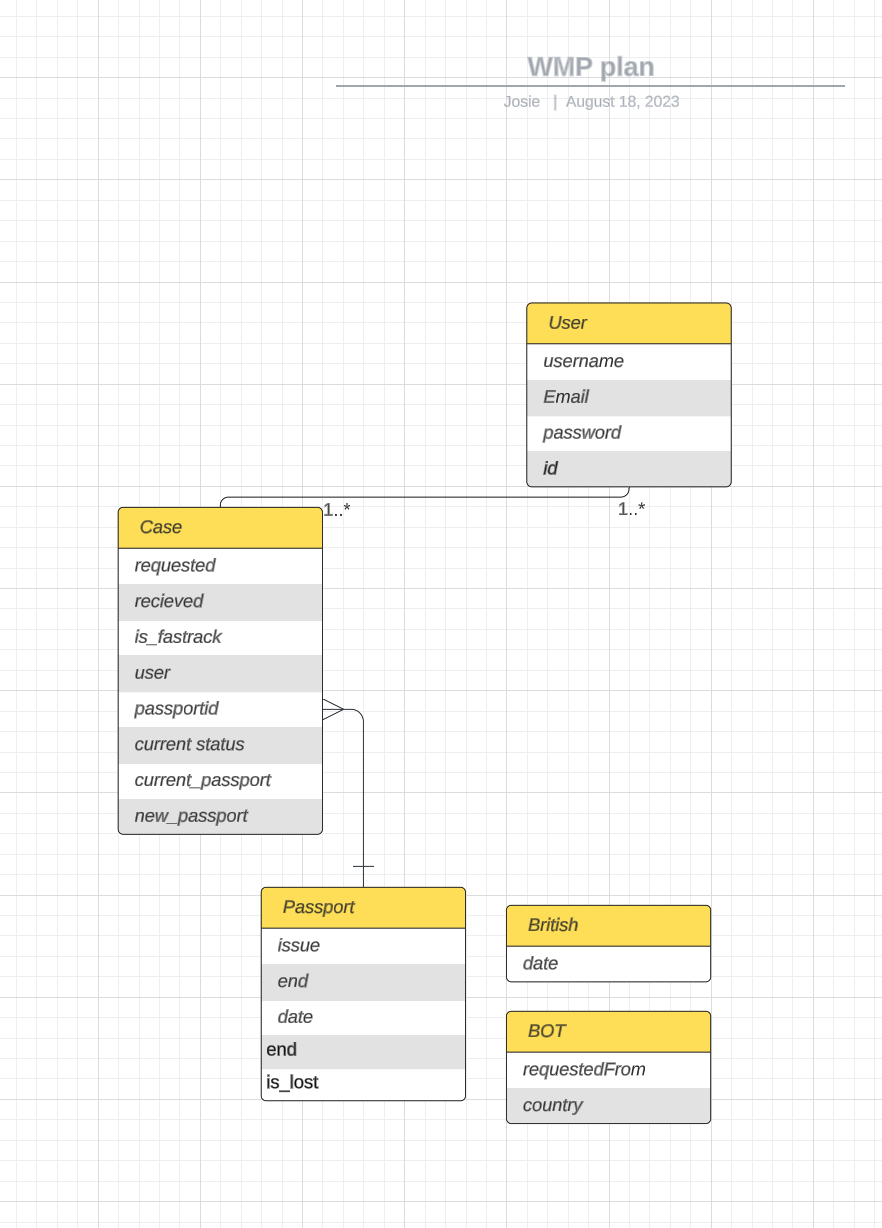 WMP plan
Josie | August 18, 2023
User
username
Email
password
id
1..*
1..*
Case
requested
recieved
is_fastrack
user
passportid
current status
current_passport
new_passport
Passport
issue
end
date
end
is_lost
British
date
BOT
requestedFrom
country